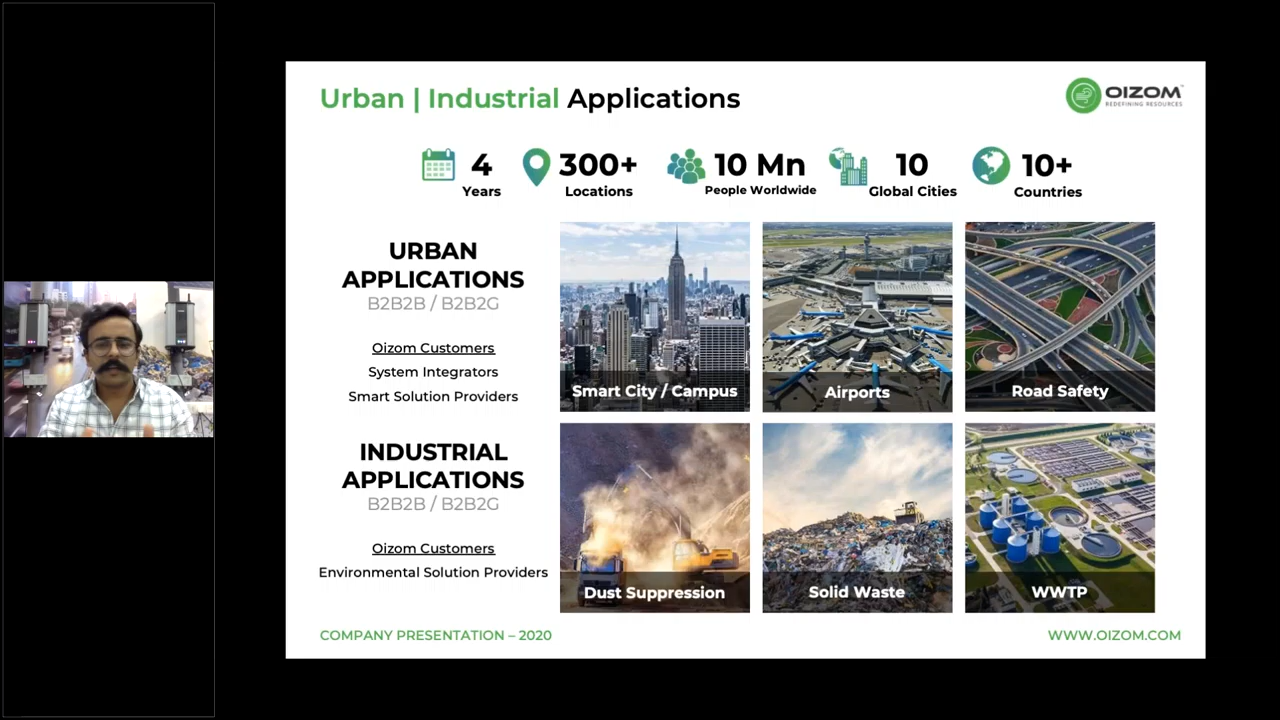 Urban | Industrial Applications
OIZOM™
REDEFINING RESOURCES
4
Years
300+
Locations
10 Mn
People Worldwide
10
Global Cities
10+
Countries
URBAN
APPLICATIONS
B2B2B / B2B2G
Oizom Customers
System Integrators
Smart Solution Providers
Smart City / Campus
Airports
Road Safety
INDUSTRIAL
APPLICATIONS
B2B2B / B2B2G
Oizom Customers
Environmental Solution Providers
Dust Suppression
Solid Waste
WWTP
COMPANY PRESENTATION – 2020
WWW.OIZOM.COM